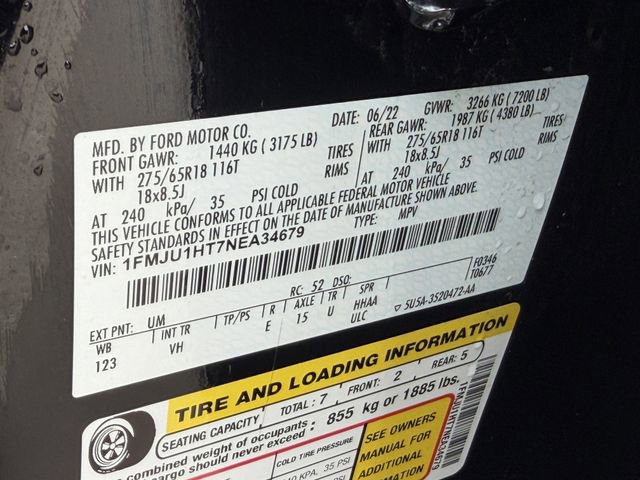 MFD. BY FORD MOTOR CO.
DATE: 06/22 GVWR: 3266 KG (7200 LB)
FRONT GAWR: 1440 KG (3175 LB) REAR GAWR: 1987 KG (4380 LB)
WITH 275/65R18 116T TIRES 275/65R18 116T TIRES
18x8.5J RIMS WITH 18x8.5J RIMS
AT 240 kPa/ 35 PSI COLD AT 240 kPa/ 35 PSI COLD
THIS VEHICLE CONFORMS TO ALL APPLICABLE FEDERAL MOTOR VEHICLE
SAFETY STANDARDS IN EFFECT ON THE DATE OF MANUFACTURE SHOWN ABOVE.
VIN: 1FMJU1HT7NEA34679 TYPE: MPV
F0346
T0677
EXT PNT: UM RC: 52 DSO:
WB INT TR TP/PS R AXLE TR SPR
123 VH E 15 U HHAA
ULC
▽5U5A-3520472-AA
TIRE AND LOADING INFORMATION
SEATING CAPACITY TOTAL: 7 FRONT: 2 REAR: 5
combined weight of occupants
cargo should never exceed: 855 kg or 1885 lbs.
COLD TIRE PRESSURE
KPA, 35 PSI
SEE OWNERS
MANUAL FOR
ADDITIONAL
1FMJU1HT7NEA34679